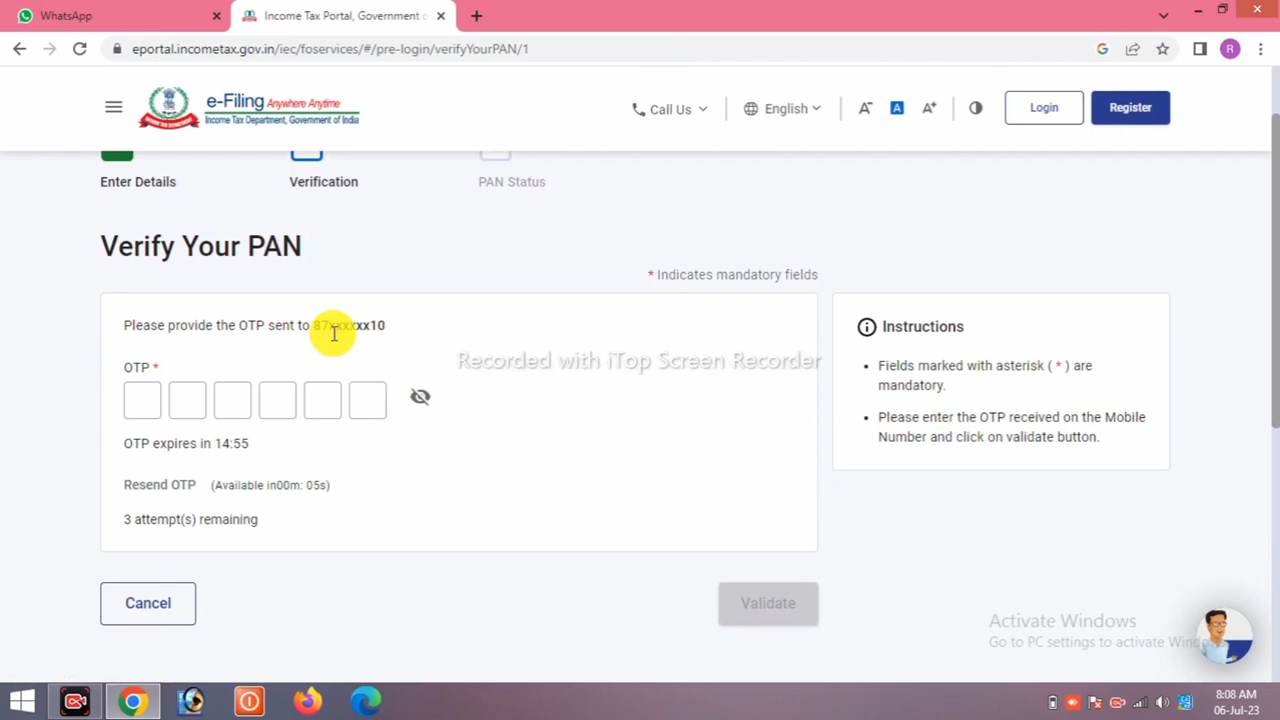 WhatsApp
Income Tax Portal, Government o
eportal.incometax.gov.in/iec/foservices/#/pre-login/verifyYourPAN/1
R
e-Filing Anywhere Anytime
Income Tax Department, Government of India
Call Us
English
A-
A
A+
Login
Register
Enter Details
Verification
PAN Status
Verify Your PAN
* Indicates mandatory fields
Please provide the OTP sent to 87xxxxxx10
Instructions
Recorded with iTop Screen Recorder
OTP *
• Fields marked with asterisk ( * ) are
mandatory.
• Please enter the OTP received on the Mobile
Number and click on validate button.
OTP expires in 14:55
Resend OTP (Available in00m: 05s)
3 attempt(s) remaining
Cancel
Validate
Activate Windows
Go to PC settings to activate Windo
8:08 AM
06-Jul-23